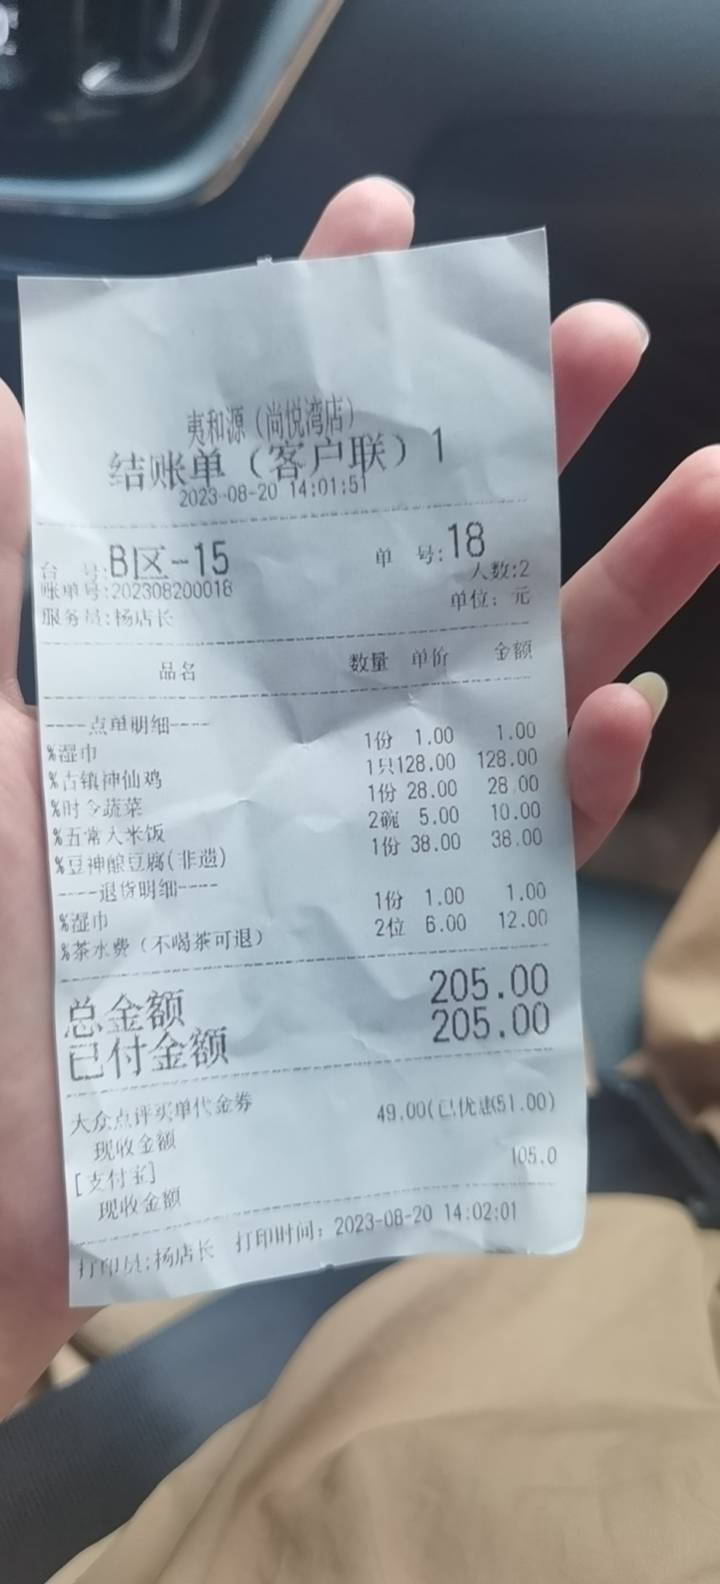 夷和源（尚悦湾店）
结账单（客户联）1
2023-08-20 14:01:51
台 号:B区-15 单 号:18
账单号:202308200018 人数:2
服务员:杨店长 单位：元
品名 数量 单价 金额
----点单明细----
%湿巾 1份 1.00 1.00
%古镇神仙鸡 1只128.00 128.00
%时令蔬菜 1份 28.00 28.00
%五常大米饭 2碗 5.00 10.00
%豆神酿豆腐(非遗) 1份 38.00 38.00
----退货明细----
%湿巾 1份 1.00 1.00
%茶水费（不喝茶可退） 2位 6.00 12.00
总金额 205.00
已付金额 205.00
大众点评买单代金券
现收金额 49.00(已优惠51.00)
[支付宝]
现收金额 105.0
打印员:杨店长 打印时间：2023-08-20 14:02:01